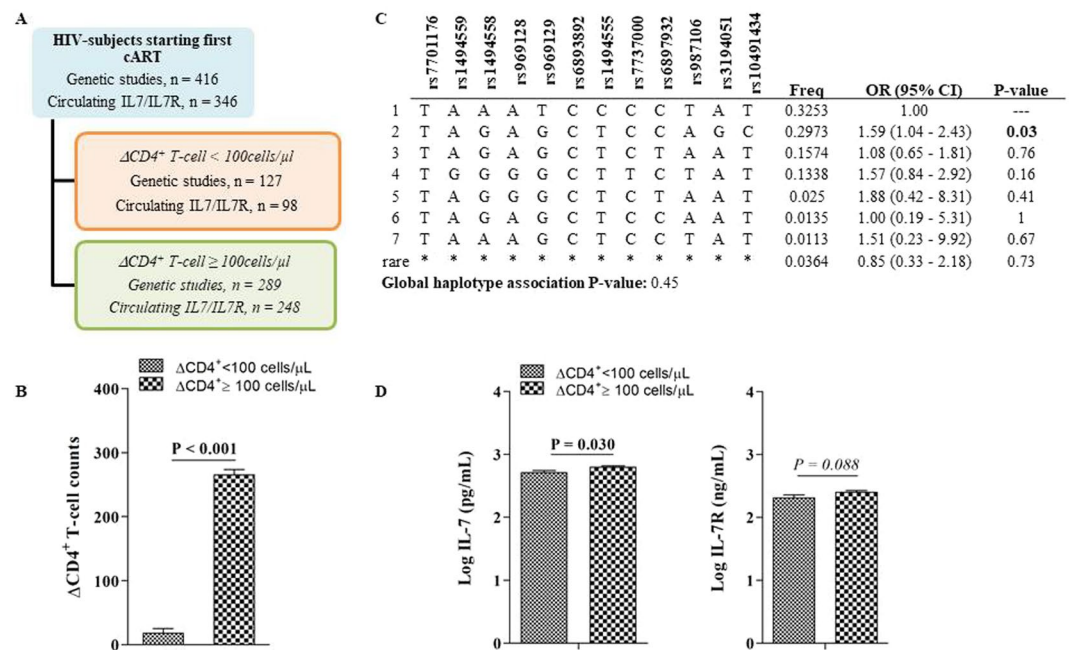 A
HIV-subjects starting first
cART
Genetic studies, n = 416
Circulating IL7/IL7R, n = 346
ΔCD4⁺ T-cell < 100cells/µl
Genetic studies, n = 127
Circulating IL7/IL7R, n = 98
ΔCD4⁺ T-cell ≥ 100cells/µl
Genetic studies, n = 289
Circulating IL7/IL7R, n = 248
C
rs7701176 rs1494559 rs1494558 rs969128 rs969129 rs6893892 rs1494555 rs7737000 rs6897932 rs987106 rs3194051 rs10491434
Freq OR (95% CI) P-value
1 T A A A T C C C C T A T 0.3253 1.00 ---
2 T A G A G C T C C A G C 0.2973 1.59 (1.04 - 2.43) 0.03
3 T A G A G C T C T A A T 0.1574 1.08 (0.65 - 1.81) 0.76
4 T G G G G C T T C T A T 0.1338 1.57 (0.84 - 2.92) 0.16
5 T A G G G C T C T A A T 0.025 1.88 (0.42 - 8.31) 0.41
6 T A G A G C T C C T A T 0.0135 1.00 (0.19 - 5.31) 1
7 T A A A G C T C C T A T 0.0113 1.51 (0.23 - 9.92) 0.67
rare * * * * * * * * * * * * 0.0364 0.85 (0.33 - 2.18) 0.73
Global haplotype association P-value: 0.45
B
ΔCD4⁺<100 cells/µL
ΔCD4⁺≥ 100 cells/µL
ΔCD4⁺ T-cell counts
400
300
200
100
0
P < 0.001
D
ΔCD4⁺<100 cells/µL
ΔCD4⁺≥ 100 cells/µL
Log IL-7 (pg/mL)
4
3
2
1
0
P = 0.030
Log IL-7R (ng/mL)
4
3
2
1
0
P = 0.088